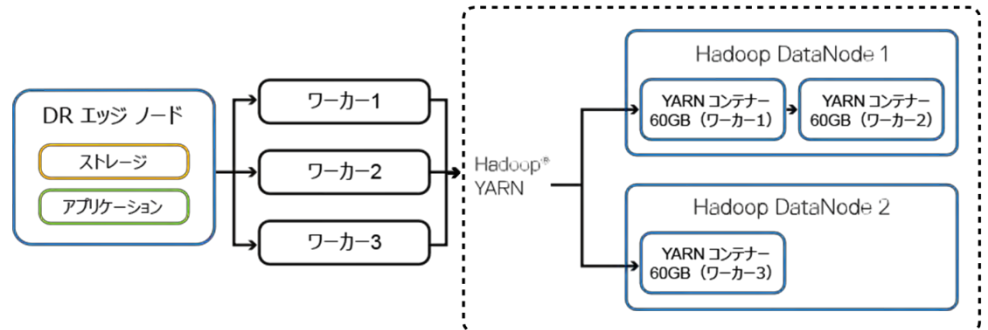 DR エッジ ノード
ストレージ
アプリケーション
ワーカー1
ワーカー2
ワーカー3
Hadoop®
YARN
Hadoop DataNode 1
YARN コンテナー
60GB（ワーカー1）
YARN コンテナー
60GB（ワーカー2）
Hadoop DataNode 2
YARN コンテナー
60GB（ワーカー3）